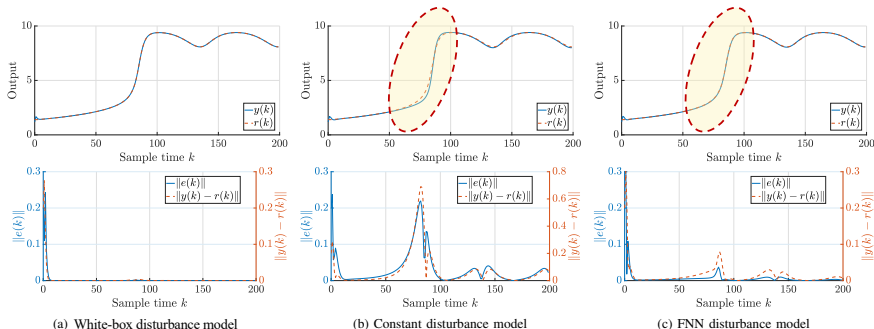 10
5
0
Output
0 50 100 150 200
Sample time k
y(k)
r(k)
10
5
0
Output
0 50 100 150 200
Sample time k
y(k)
r(k)
10
5
0
Output
0 50 100 150 200
Sample time k
y(k)
r(k)
0.3
0.2
0.1
0
‖e(k)‖
‖e(k)‖
‖y(k) − r(k)‖
0.3
0.2
0.1
0
‖y(k) − r(k)‖
0 50 100 150 200
Sample time k
0.3
0.2
0.1
0
‖e(k)‖
‖e(k)‖
‖y(k) − r(k)‖
0.8
0.6
0.4
0.2
0
‖y(k) − r(k)‖
0 50 100 150 200
Sample time k
0.3
0.2
0.1
0
‖e(k)‖
‖e(k)‖
‖y(k) − r(k)‖
0.3
0.2
0.1
0
‖y(k) − r(k)‖
0 50 100 150 200
Sample time k
(a) White-box disturbance model
(b) Constant disturbance model
(c) FNN disturbance model